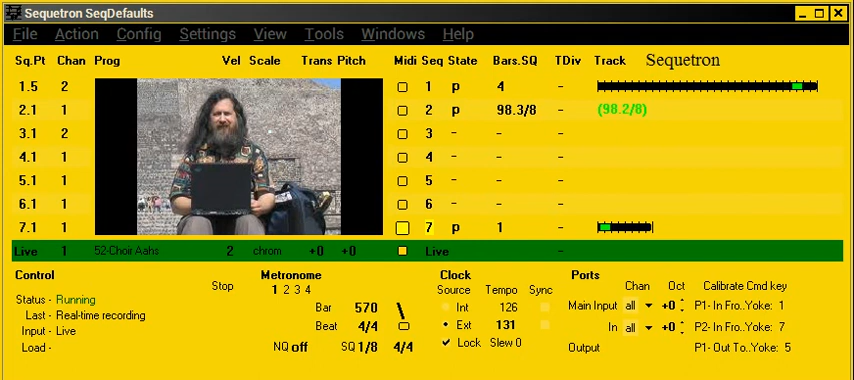 Sequetron SeqDefaults
File Action Config Settings View Tools Windows Help
Sq.Pt Chan Prog Vel Scale Trans Pitch Midi Seq State Bars.SQ TDiv Track Sequetron
1.5 2 1 p 4 -
2.1 1 2 p 98.3/8 - (98.2/8)
3.1 2 3 - - -
4.1 1 4 - - -
5.1 1 5 - - -
6.1 1 6 - - -
7.1 1 7 p 1 -
Live 1 52-Choir Aahs 2 chrom +0 +0 Live -
Control Stop Metronome Clock Ports
1 2 3 4 Source Tempo Sync Chan Oct Calibrate Cmd key
Status - Running Bar 570 Int 126 Main Input all +0 P1- In Fro..Yoke: 1
Last - Real-time recording Beat 4/4 Ext 131 In all +0 P2- In Fro..Yoke: 7
Input - Live Lock Slew 0 Output P1- Out To..Yoke: 5
Load - NQ off SQ 1/8 4/4